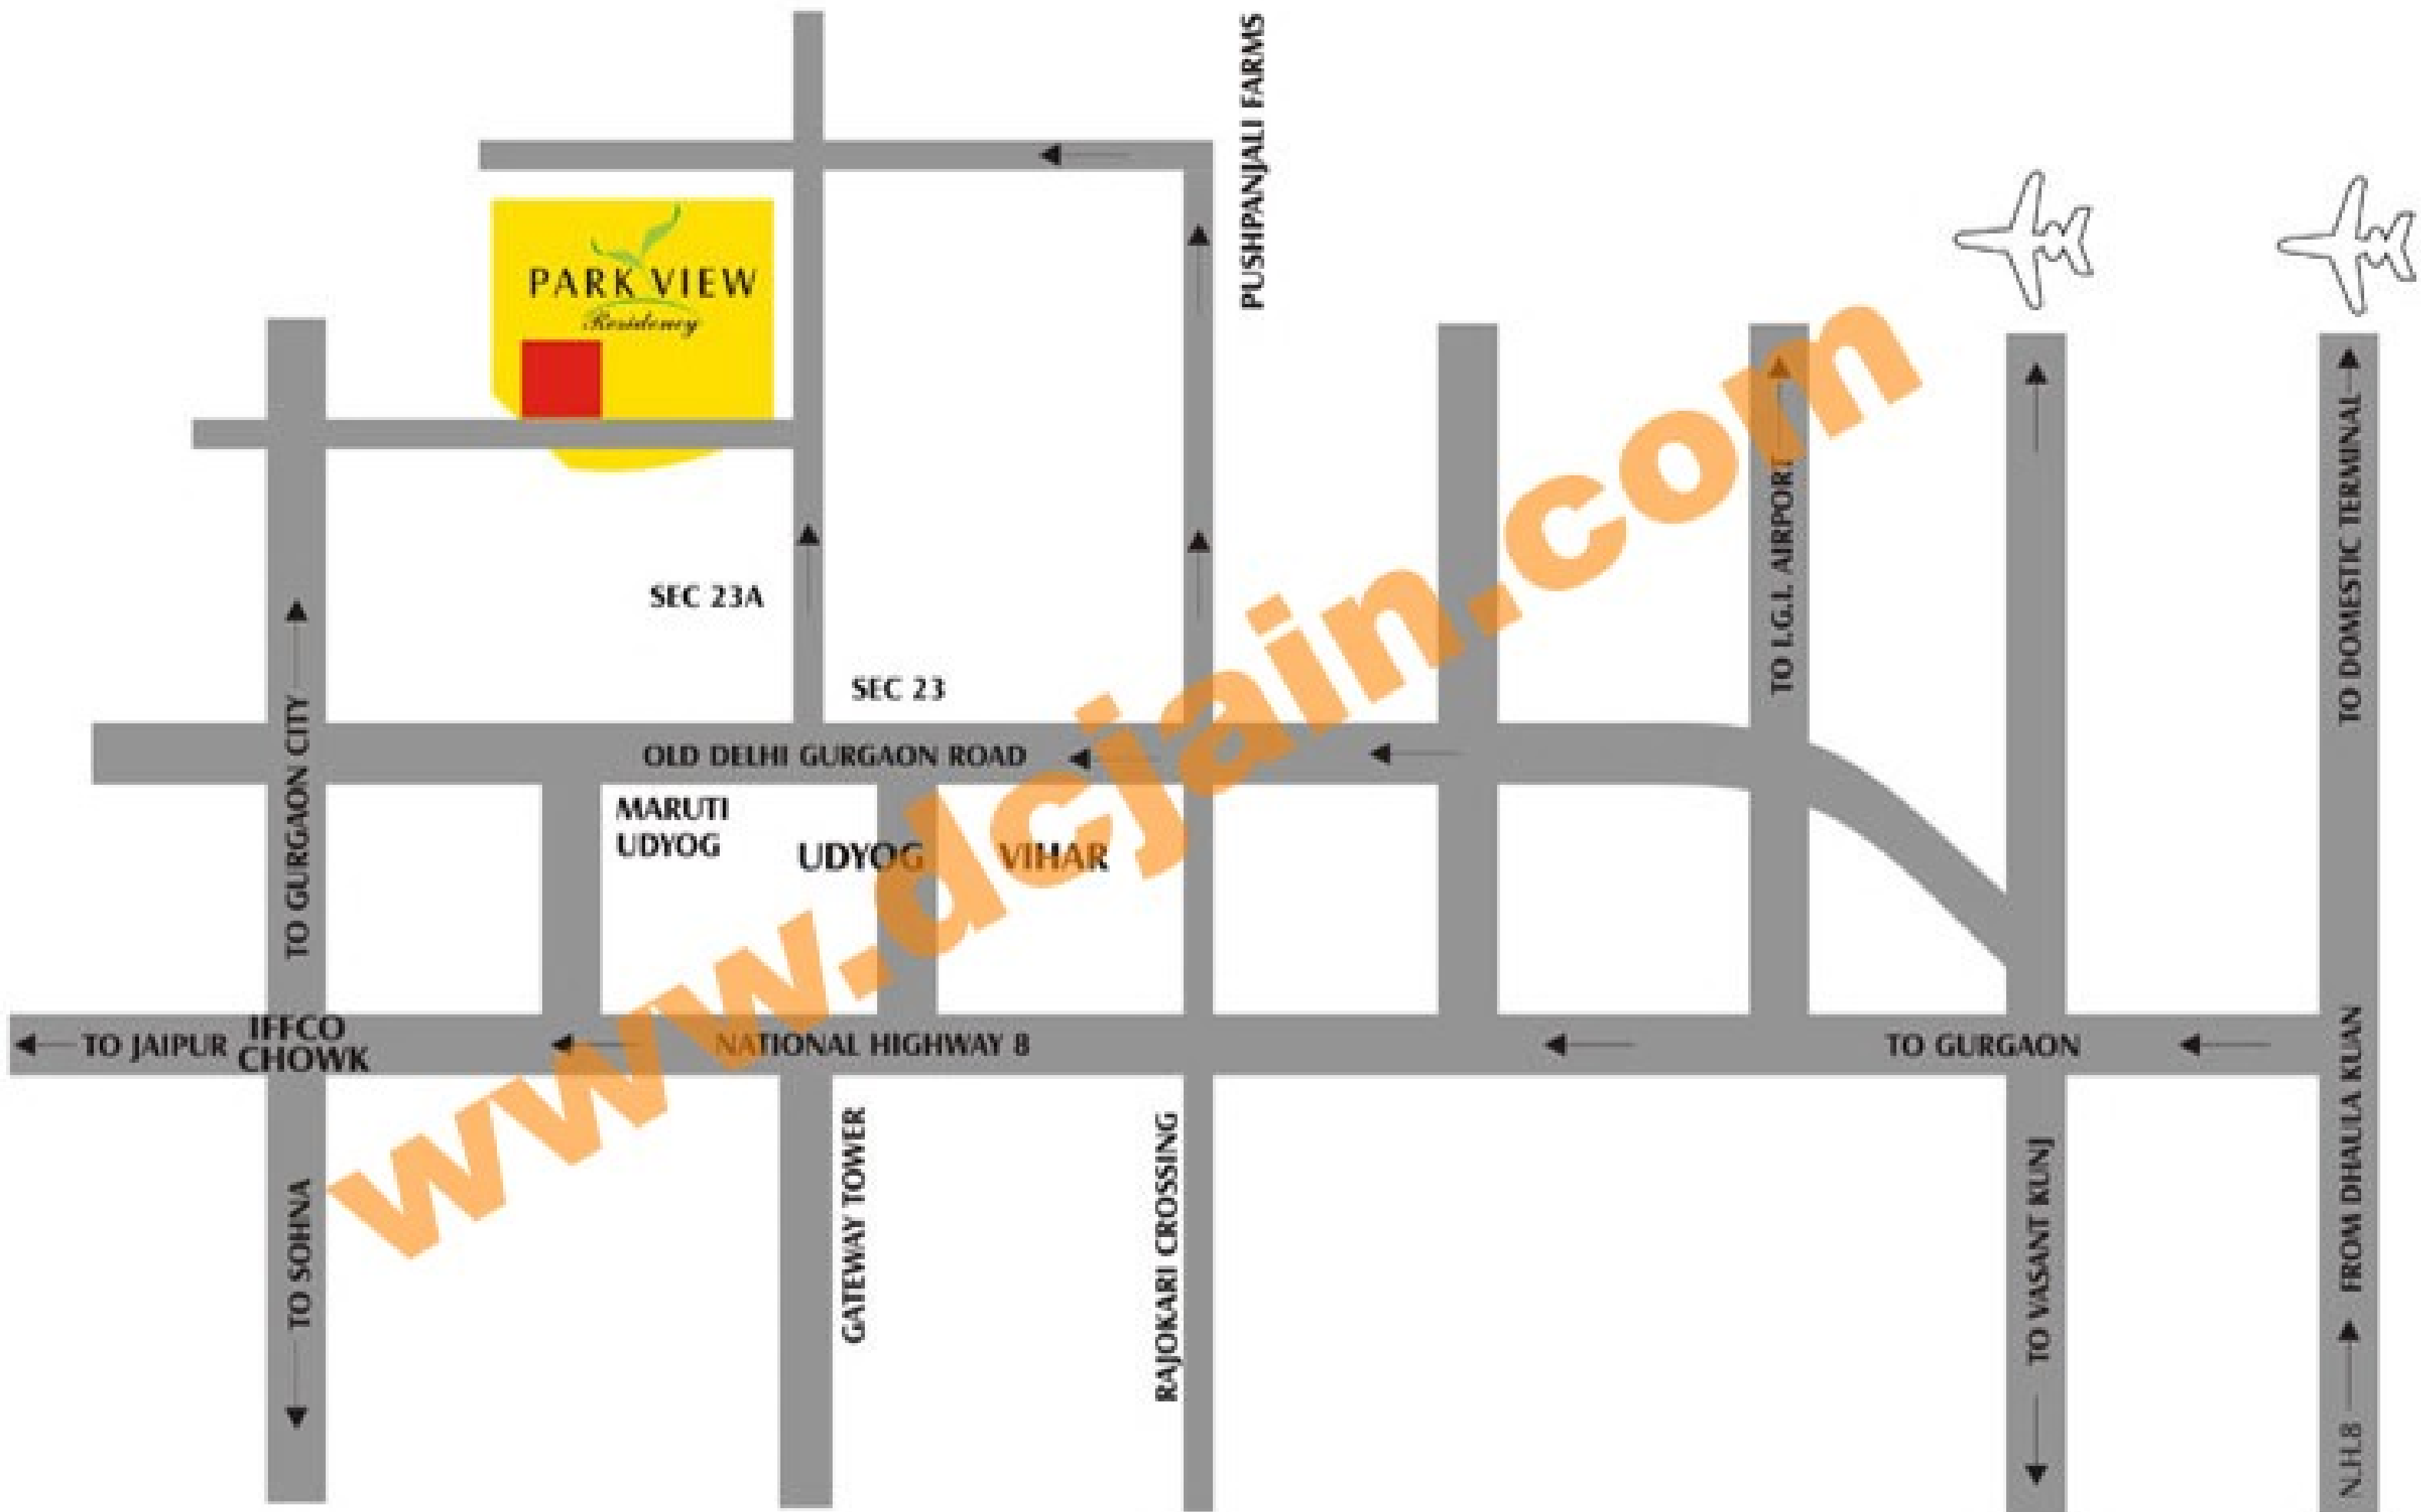 PUSHPANJALI FARMS
PARK VIEW
Residency
TO I.G.I. AIRPORT
TO DOMESTIC TERMINAL
SEC 23A
SEC 23
TO GURGAON CITY
OLD DELHI GURGAON ROAD
MARUTI
UDYOG
UDYOG VIHAR
www.dcjain.com
TO JAIPUR
IFFCO
CHOWK
NATIONAL HIGHWAY 8
TO GURGAON
FROM DHAULA KUAN
TO SOHNA
GATEWAY TOWER
RAJOKARI CROSSING
TO VASANT KUNJ
N.H.8